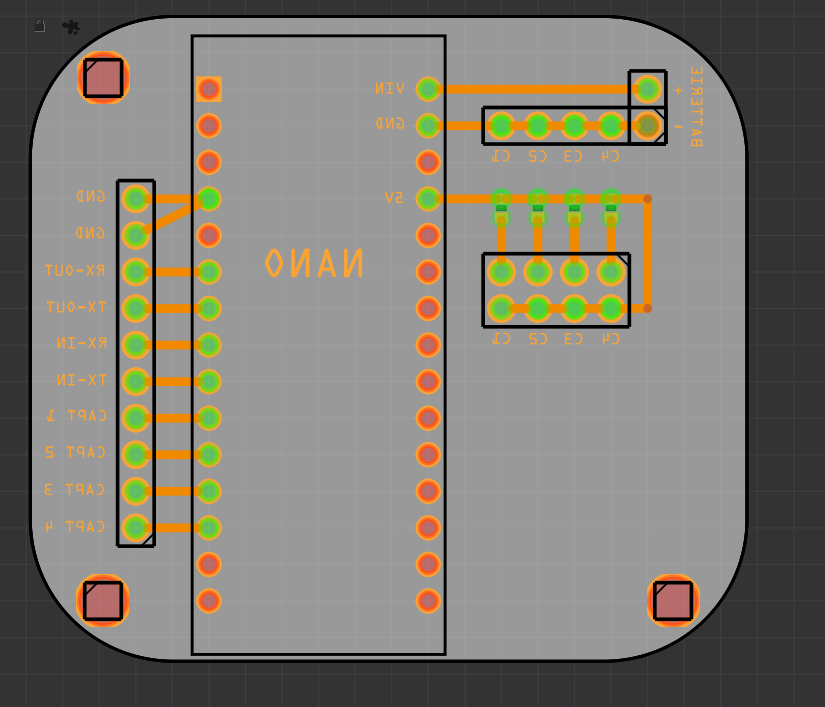 VIN
+
BATTERIE
GND
-
C1 C2 C3 C4
GND
5V
GND
NANO
RX-OUT
TX-OUT
RX-IN
C1 C2 C3 C4
TX-IN
CAPT 1
CAPT 2
CAPT 3
CAPT 4